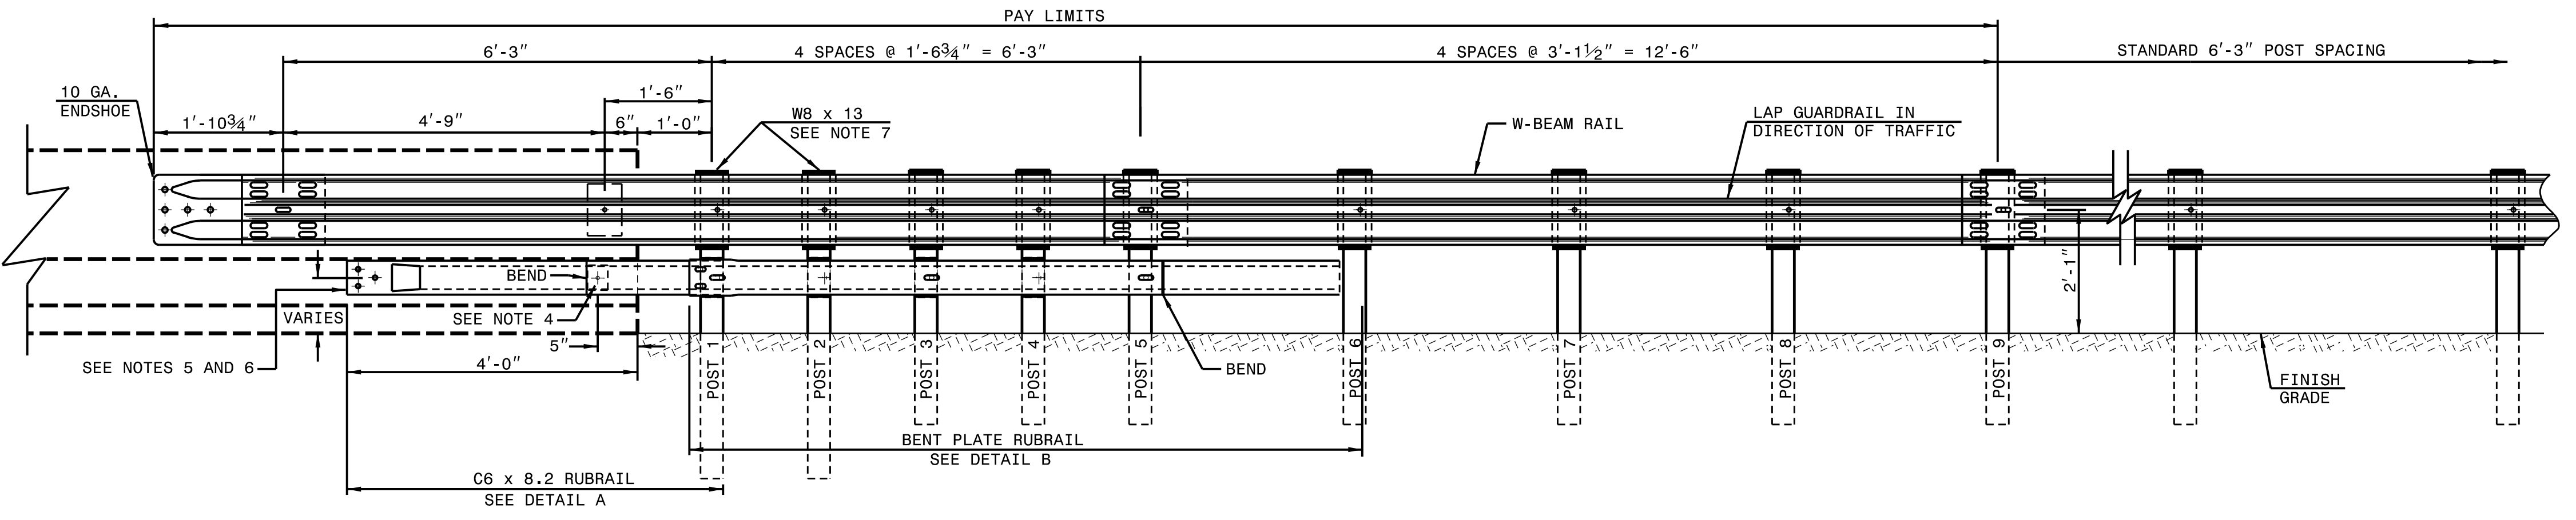 PAY LIMITS
6'-3"
4 SPACES @ 1'-6¾" = 6'-3"
4 SPACES @ 3'-1½" = 12'-6"
STANDARD 6'-3" POST SPACING
10 GA.
ENDSHOE
1'-6"
1'-10¾"
4'-9"
6"
1'-0"
W8 x 13
SEE NOTE 7
W-BEAM RAIL
LAP GUARDRAIL IN
DIRECTION OF TRAFFIC
BEND
2'-1"
VARIES
SEE NOTE 4
5"
SEE NOTES 5 AND 6
4'-0"
POST 1
POST 2
POST 3
POST 4
POST 5
POST 6
POST 7
POST 8
POST 9
BEND
FINISH
GRADE
BENT PLATE RUBRAIL
SEE DETAIL B
C6 x 8.2 RUBRAIL
SEE DETAIL A